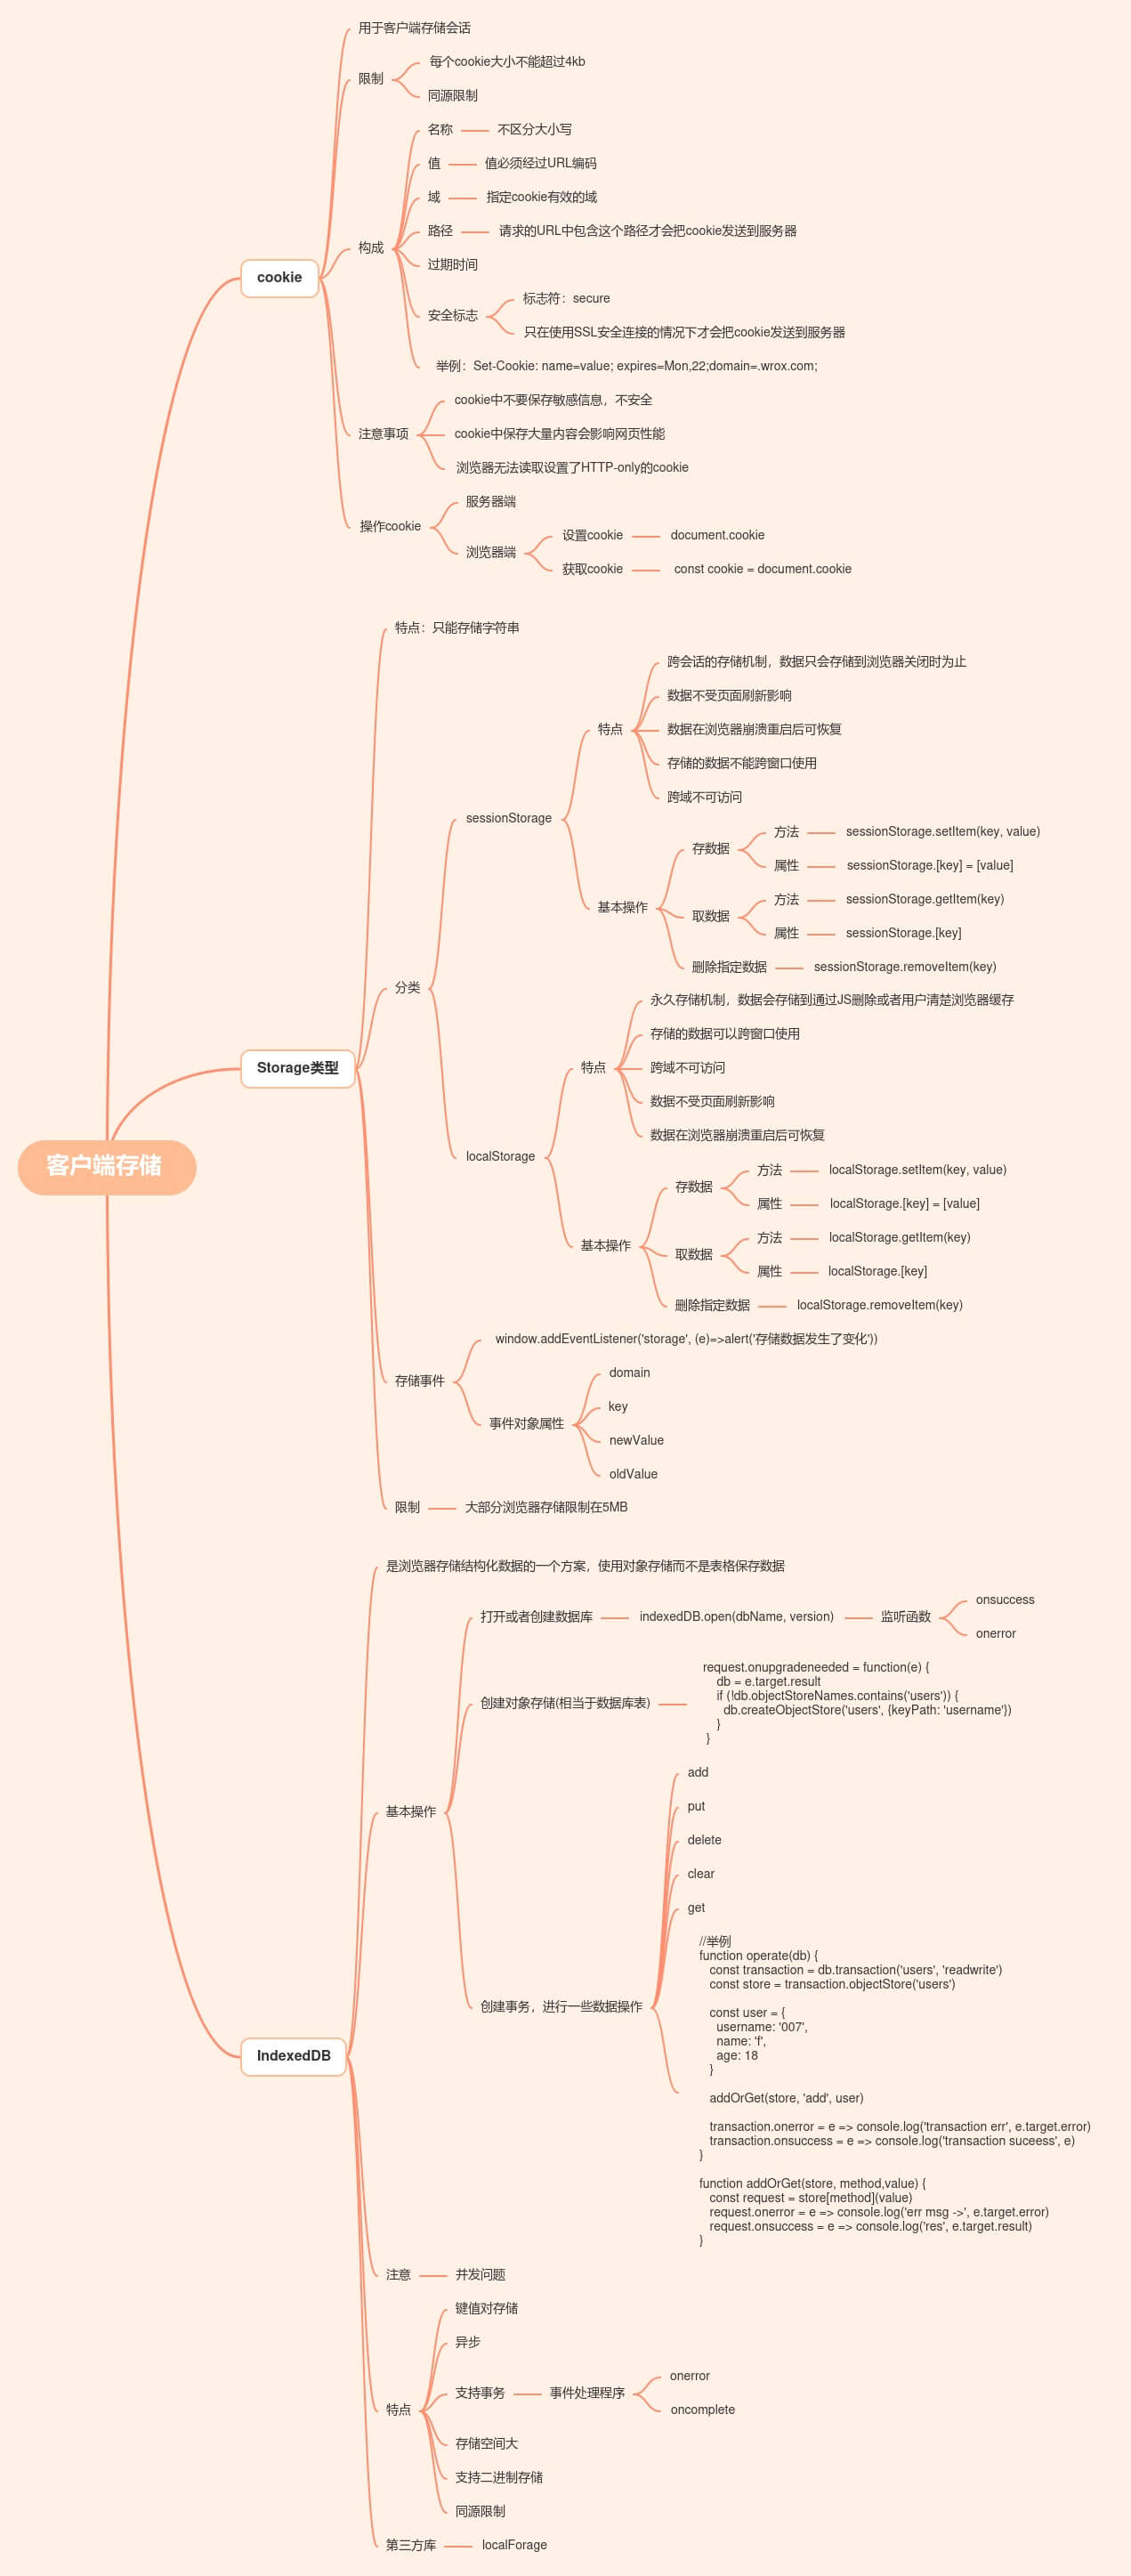 用于客户端存储会话
每个cookie大小不能超过4kb
限制
同源限制
名称
不区分大小写
值
值必须经过URL编码
域
指定cookie有效的域
路径
请求的URL中包含这个路径才会把cookie发送到服务器
构成
过期时间
cookie
标志符：secure
安全标志
只在使用SSL安全连接的情况下才会把cookie发送到服务器
举例：Set-Cookie: name=value; expires=Mon,22;domain=.wrox.com;
cookie中不要保存敏感信息，不安全
注意事项
cookie中保存大量内容会影响网页性能
浏览器无法读取设置了HTTP-only的cookie
服务器端
操作cookie
设置cookie
document.cookie
浏览器端
获取cookie
const cookie = document.cookie
特点：只能存储字符串
跨会话的存储机制，数据只会存储到浏览器关闭时为止
数据不受页面刷新影响
特点
数据在浏览器崩溃重启后可恢复
存储的数据不能跨窗口使用
跨域不可访问
sessionStorage
方法
sessionStorage.setItem(key, value)
存数据
属性
sessionStorage.[key] = [value]
方法
sessionStorage.getItem(key)
基本操作
取数据
属性
sessionStorage.[key]
删除指定数据
sessionStorage.removeItem(key)
分类
永久存储机制，数据会存储到通过JS删除或者用户清楚浏览器缓存
存储的数据可以跨窗口使用
特点
跨域不可访问
Storage类型
数据不受页面刷新影响
数据在浏览器崩溃重启后可恢复
localStorage
客户端存储
方法
localStorage.setItem(key, value)
存数据
属性
localStorage.[key] = [value]
方法
localStorage.getItem(key)
基本操作
取数据
属性
localStorage.[key]
删除指定数据
localStorage.removeItem(key)
window.addEventListener('storage', (e)=>alert('存储数据发生了变化'))
存储事件
domain
key
事件对象属性
newValue
oldValue
限制
大部分浏览器存储限制在5MB
是浏览器存储结构化数据的一个方案，使用对象存储而不是表格保存数据
onsuccess
打开或者创建数据库
indexedDB.open(dbName, version)
监听函数
onerror
创建对象存储(相当于数据库表)
request.onupgradeneeded = function(e) {
db = e.target.result
if (!db.objectStoreNames.contains('users')) {
db.createObjectStore('users', {keyPath: 'username'})
}
}
基本操作
add
put
delete
clear
get
创建事务，进行一些数据操作
//举例
function operate(db) {
const transaction = db.transaction('users', 'readwrite')
const store = transaction.objectStore('users')
const user = {
username: '007',
name: 'f',
age: 18
}
addOrGet(store, 'add', user)
transaction.onerror = e => console.log('transaction err', e.target.error)
transaction.onsuccess = e => console.log('transaction suceess', e)
}
function addOrGet(store, method,value) {
const request = store[method](value)
request.onerror = e => console.log('err msg ->', e.target.error)
request.onsuccess = e => console.log('res', e.target.result)
}
IndexedDB
注意
并发问题
键值对存储
异步
特点
支持事务
事件处理程序
onerror
oncomplete
存储空间大
支持二进制存储
同源限制
第三方库
localForage